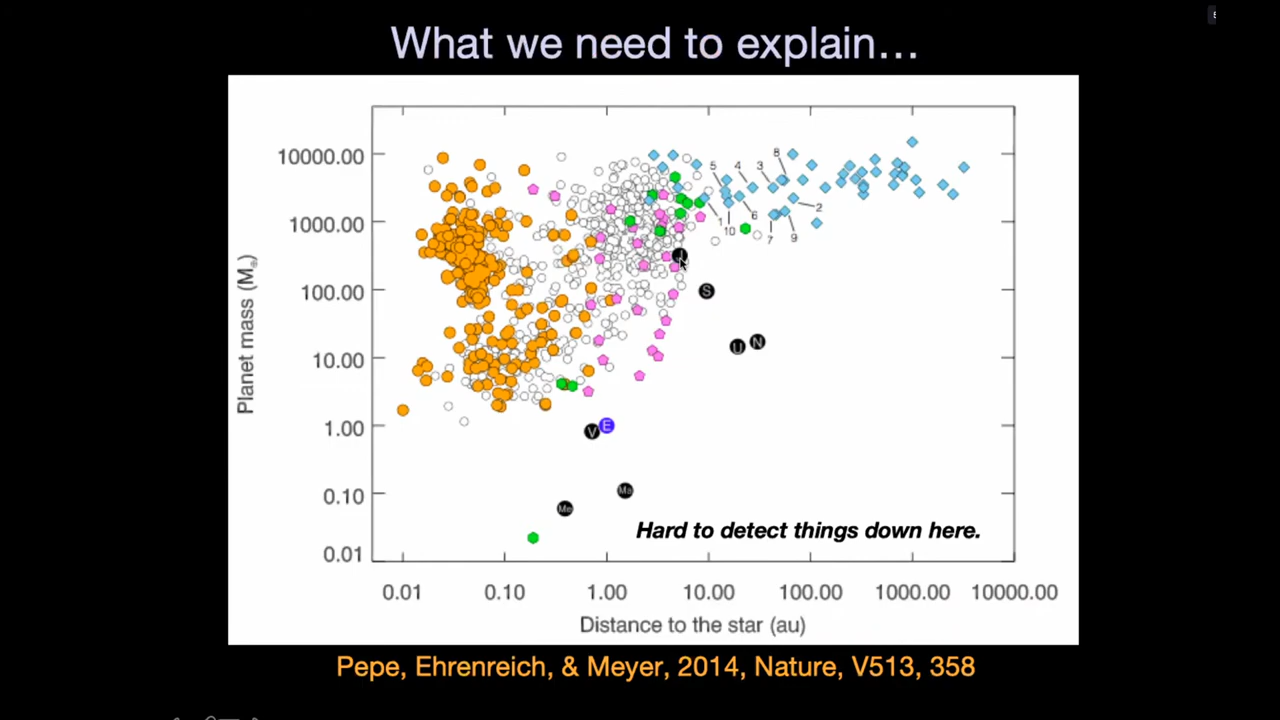 What we need to explain…
10000.00
1000.00
100.00
10.00
1.00
0.10
0.01
Planet mass (M⊕)
5
4
3
8
1
10
6
7
9
2
J
S
U
N
V
E
Ma
Me
Hard to detect things down here.
0.01 0.10 1.00 10.00 100.00 1000.00 10000.00
Distance to the star (au)
Pepe, Ehrenreich, & Meyer, 2014, Nature, V513, 358